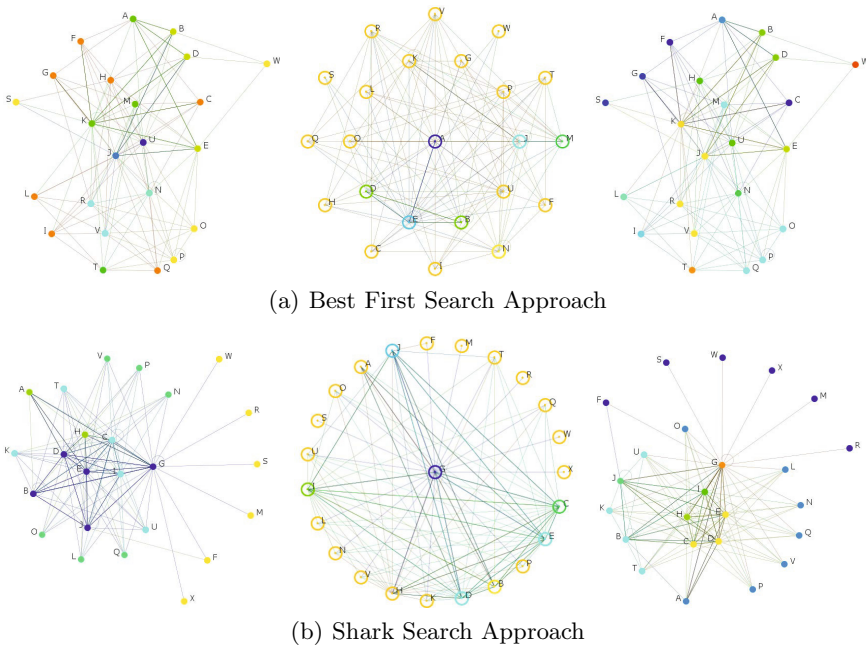 A B F D W G H S M C K U J E L R N I V O T Q P
V R W K G S L P T Q O A J M D U H E B F C I N
A B F D W G H S M C K U J E L R N I V O T Q P
(a) Best First Search Approach
V P W T A N R H C K D G S E L B M J O U L Q F X
F J M A T R O Q S W U G X I C L E N P V B H K D
W S X F M O R U G L J I K H E N B C D Q T V P A
(b) Shark Search Approach